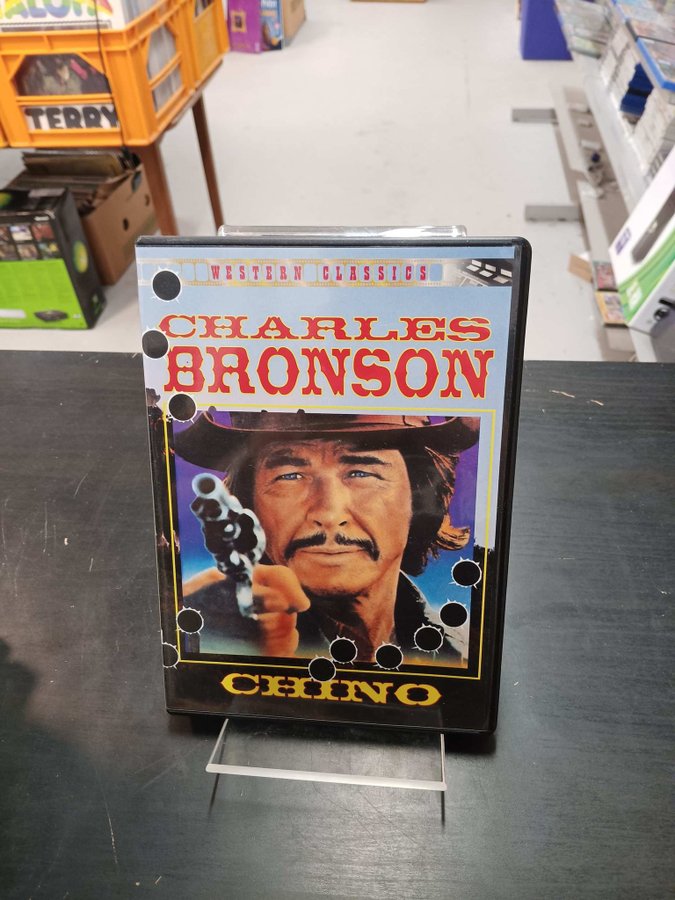 TERRY
WESTERN CLASSICS
CHARLES
BRONSON
CHINO